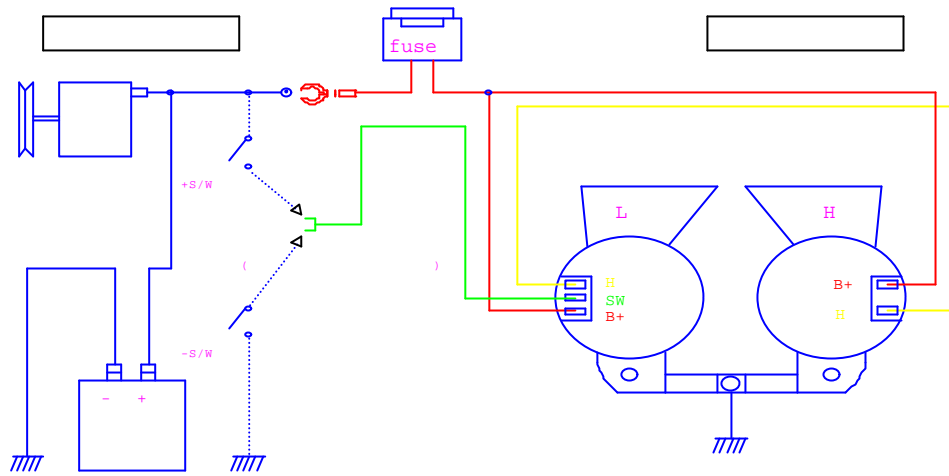 fuse
+S/W
L
H
( )
H
SW
B+
B+
H
-S/W
- +